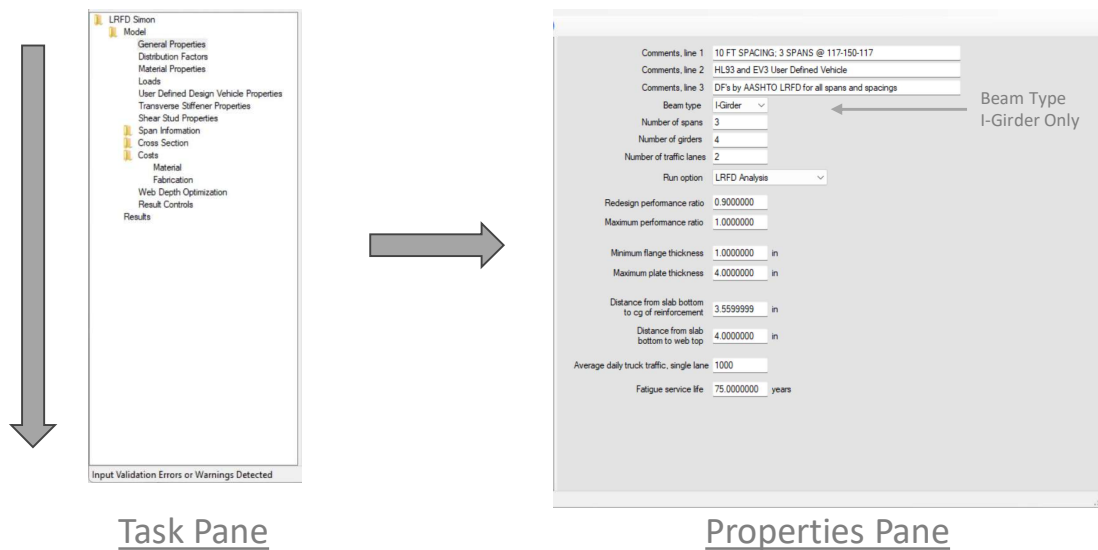 LRFD Simon
Model
General Properties
Distribution Factors
Material Properties
Loads
User Defined Design Vehicle Properties
Transverse Stiffener Properties
Shear Stud Properties
Span Information
Cross Section
Costs
Material
Fabrication
Web Depth Optimization
Result Controls
Results
Input Validation Errors or Warnings Detected
Task Pane
Comments, line 1 10 FT SPACING; 3 SPANS @ 117-150-117
Comments, line 2 HL93 and EV3 User Defined Vehicle
Comments, line 3 DF's by AASHTO LRFD for all spans and spacings
Beam type I-Girder
Number of spans 3
Number of girders 4
Number of traffic lanes 2
Run option LRFD Analysis
Redesign performance ratio 0.9000000
Maximum performance ratio 1.0000000
Minimum flange thickness 1.0000000 in
Maximum plate thickness 4.0000000 in
Distance from slab bottom
to cg of reinforcement 3.5599999 in
Distance from slab
bottom to web top 4.0000000 in
Average daily truck traffic, single lane 1000
Fatigue service life 75.0000000 years
Beam Type
I-Girder Only
Properties Pane